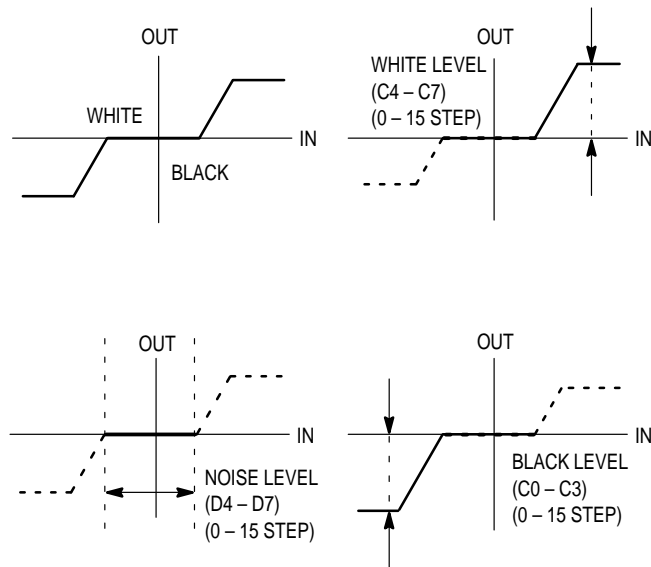 OUT
WHITE
IN
BLACK
OUT
WHITE LEVEL
(C4 – C7)
(0 – 15 STEP)
IN
OUT
IN
NOISE LEVEL
(D4 – D7)
(0 – 15 STEP)
OUT
IN
BLACK LEVEL
(C0 – C3)
(0 – 15 STEP)